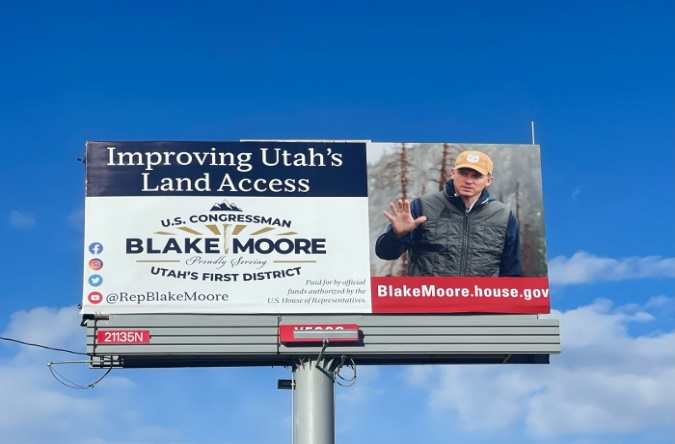 Improving Utah's
Land Access
U.S. CONGRESSMAN
BLAKE MOORE
Proudly Serving
UTAH'S FIRST DISTRICT
@RepBlakeMoore
Paid for by official
funds authorized by the
U.S. House of Representatives.
BlakeMoore.house.gov
21135N